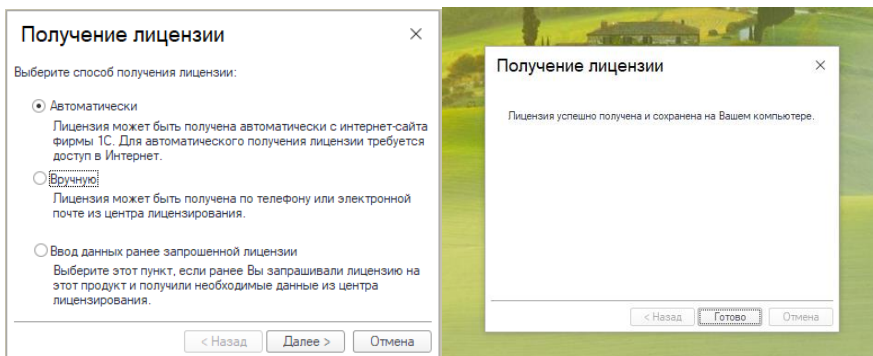 Получение лицензии
Выберите способ получения лицензии:
Автоматически
Лицензия может быть получена автоматически с интернет-сайта
фирмы 1С. Для автоматического получения лицензии требуется
доступ в Интернет.
Вручную
Лицензия может быть получена по телефону или электронной
почте из центра лицензирования.
Ввод данных ранее запрошенной лицензии
Выберите этот пункт, если ранее Вы запрашивали лицензию на
этот продукт и получили необходимые данные из центра
лицензирования.
< Назад Далее > Отмена
Получение лицензии
Лицензия успешно получена и сохранена на Вашем компьютере.
< Назад Готово Отмена